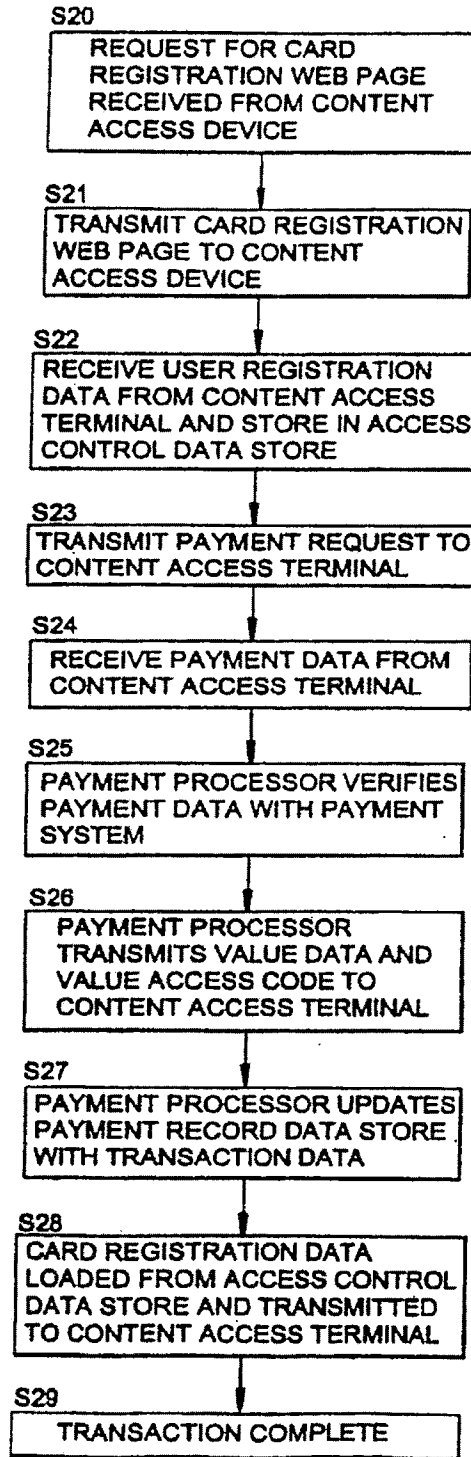 S20
REQUEST FOR CARD
REGISTRATION WEB PAGE
RECEIVED FROM CONTENT
ACCESS DEVICE
S21
TRANSMIT CARD REGISTRATION
WEB PAGE TO CONTENT
ACCESS DEVICE
S22
RECEIVE USER REGISTRATION
DATA FROM CONTENT ACCESS
TERMINAL AND STORE IN ACCESS
CONTROL DATA STORE
S23
TRANSMIT PAYMENT REQUEST TO
CONTENT ACCESS TERMINAL
S24
RECEIVE PAYMENT DATA FROM
CONTENT ACCESS TERMINAL
S25
PAYMENT PROCESSOR VERIFIES
PAYMENT DATA WITH PAYMENT
SYSTEM
S26
PAYMENT PROCESSOR
TRANSMITS VALUE DATA AND
VALUE ACCESS CODE TO
CONTENT ACCESS TERMINAL
S27
PAYMENT PROCESSOR UPDATES
PAYMENT RECORD DATA STORE
WITH TRANSACTION DATA
S28
CARD REGISTRATION DATA
LOADED FROM ACCESS CONTROL
DATA STORE AND TRANSMITTED
TO CONTENT ACCESS TERMINAL
S29
TRANSACTION COMPLETE